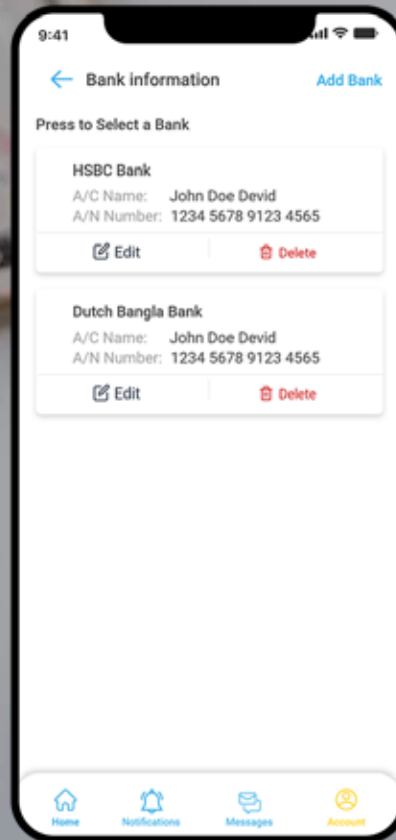 9:41
Bank information Add Bank
Press to Select a Bank
HSBC Bank
A/C Name: John Doe Devid
A/N Number: 1234 5678 9123 4565
Edit Delete
Dutch Bangla Bank
A/C Name: John Doe Devid
A/N Number: 1234 5678 9123 4565
Edit Delete
Home Notifications Messages Account